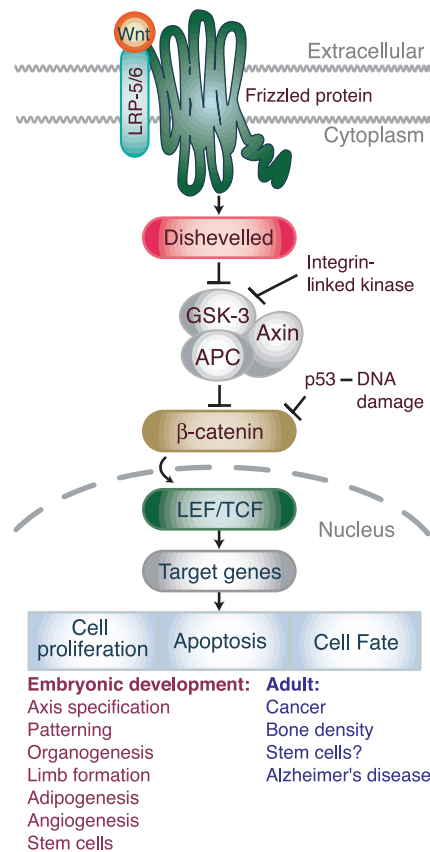 Wnt
Extracellular
LRP-5/6
Frizzled protein
Cytoplasm
Dishevelled
Integrin-
linked kinase
GSK-3
Axin
APC
p53 – DNA
damage
β-catenin
LEF/TCF
Nucleus
Target genes
Cell
proliferation
Apoptosis
Cell Fate
Embryonic development:
Axis specification
Patterning
Organogenesis
Limb formation
Adipogenesis
Angiogenesis
Stem cells
Adult:
Cancer
Bone density
Stem cells?
Alzheimer's disease